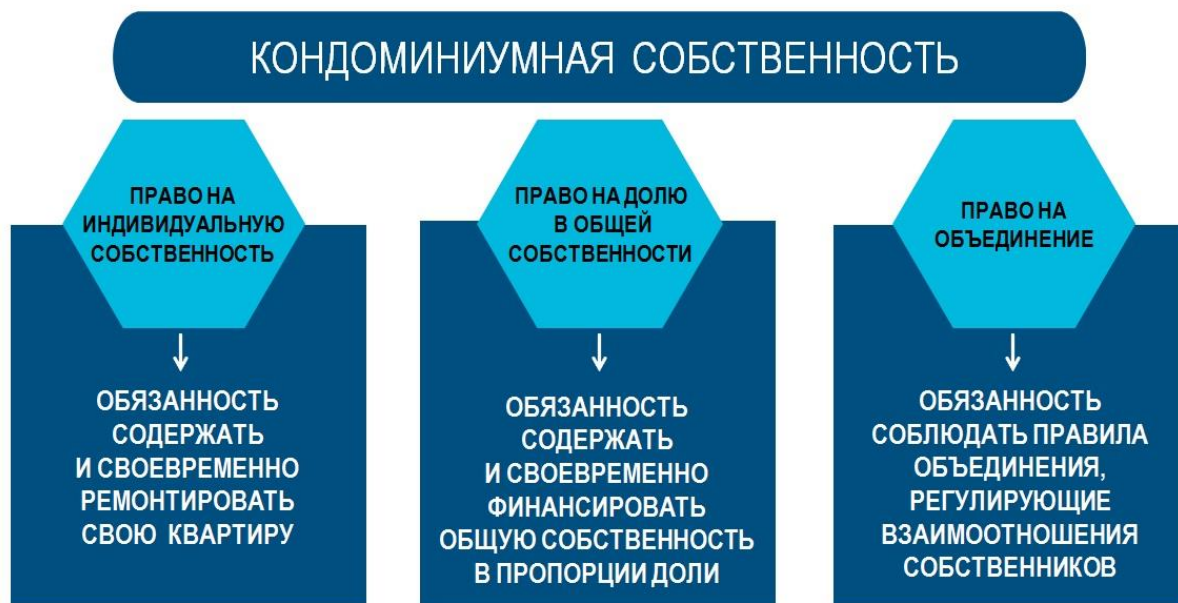 КОНДОМИНИУМНАЯ СОБСТВЕННОСТЬ
ПРАВО НА
ИНДИВИДУАЛЬНУЮ
СОБСТВЕННОСТЬ
ОБЯЗАННОСТЬ
СОДЕРЖАТЬ
И СВОЕВРЕМЕННО
РЕМОНТИРОВАТЬ
СВОЮ КВАРТИРУ
ПРАВО НА ДОЛЮ
В ОБЩЕЙ
СОБСТВЕННОСТИ
ОБЯЗАННОСТЬ
СОДЕРЖАТЬ
И СВОЕВРЕМЕННО
ФИНАНСИРОВАТЬ
ОБЩУЮ СОБСТВЕННОСТЬ
В ПРОПОРЦИИ ДОЛИ
ПРАВО НА
ОБЪЕДИНЕНИЕ
ОБЯЗАННОСТЬ
СОБЛЮДАТЬ ПРАВИЛА
ОБЪЕДИНЕНИЯ,
РЕГУЛИРУЮЩИЕ
ВЗАИМООТНОШЕНИЯ
СОБСТВЕННИКОВ